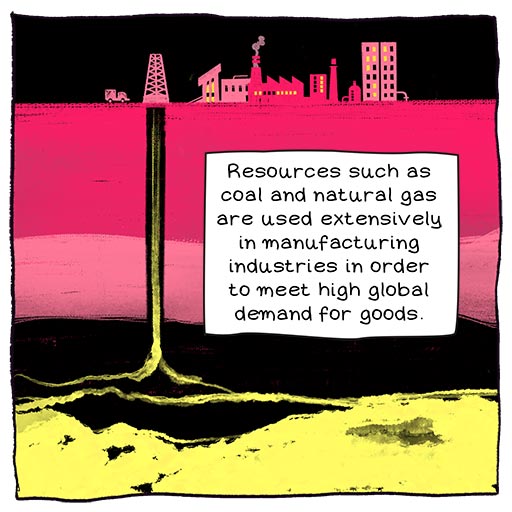 Resources such as
coal and natural gas
are used extensively
in manufacturing
industries in order
to meet high global
demand for goods.